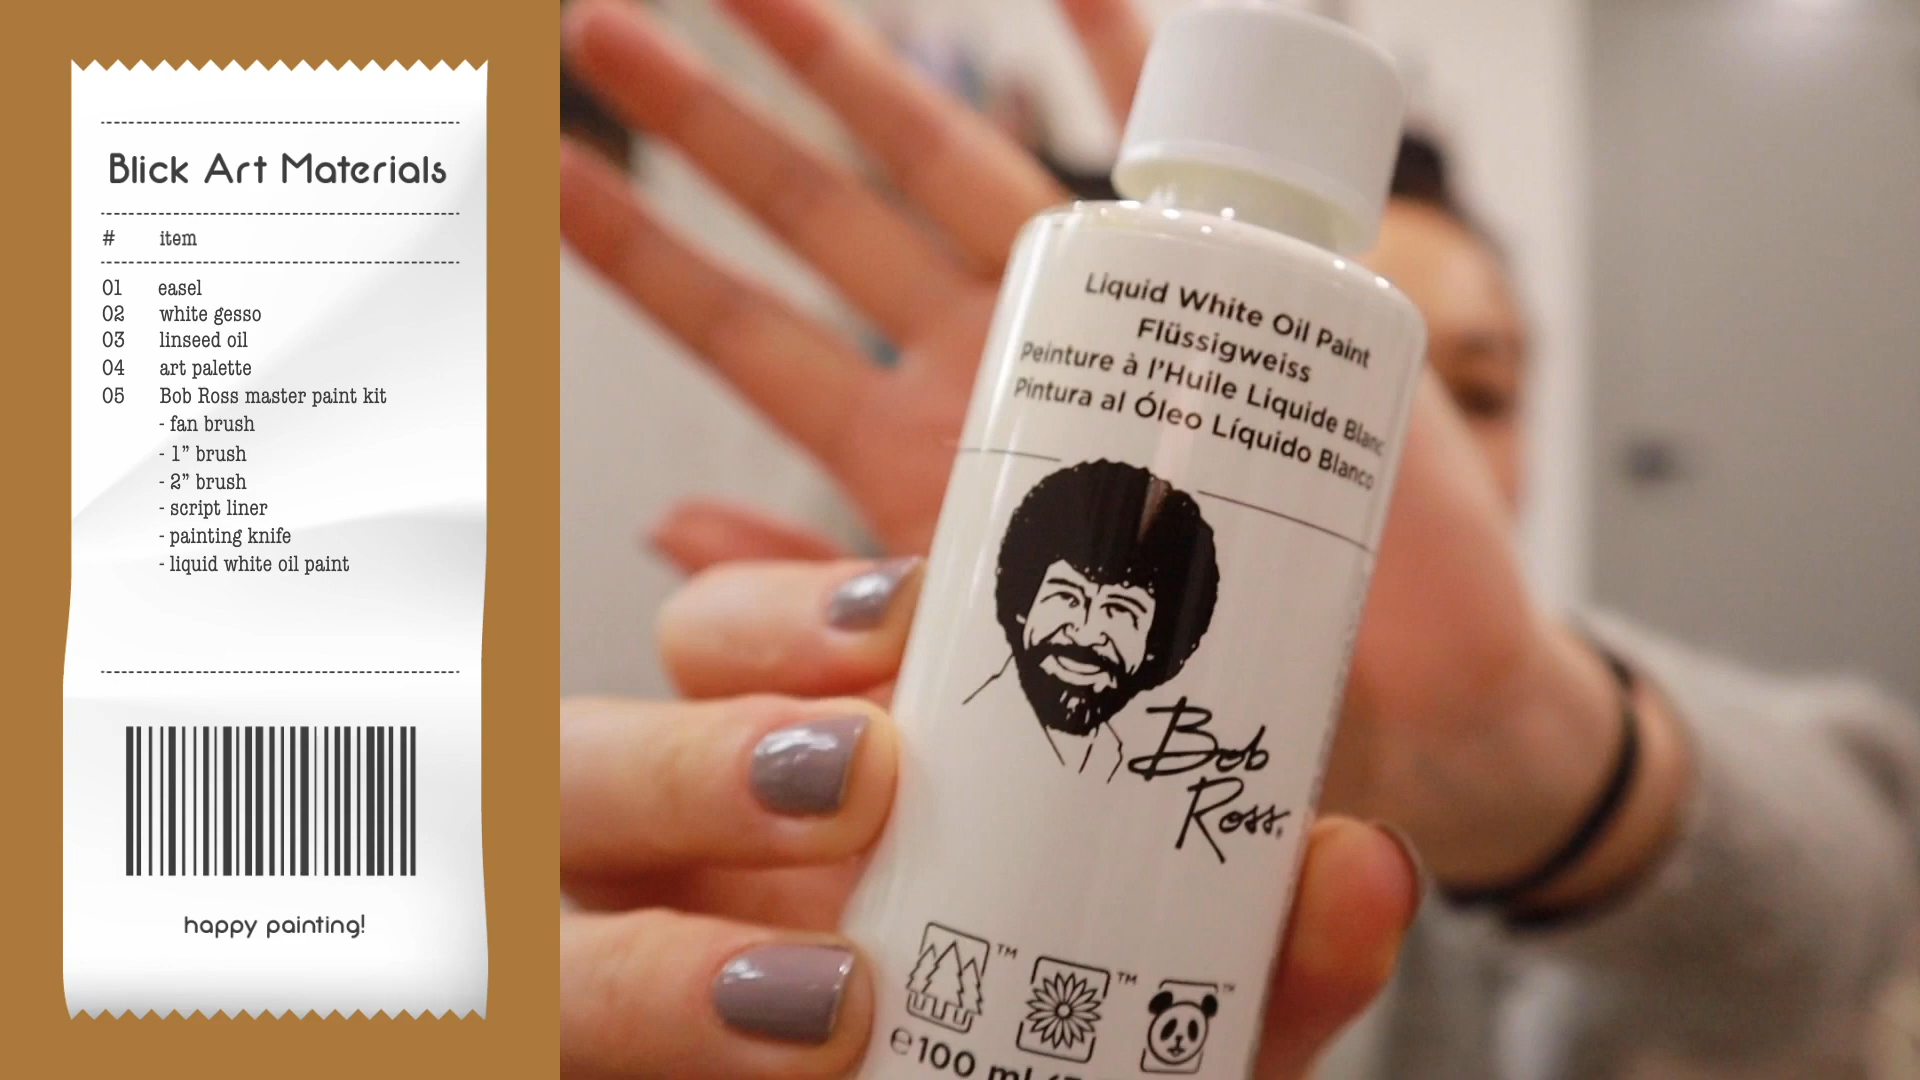 Blick Art Materials
# item
01 easel
02 white gesso
03 linseed oil
04 art palette
05 Bob Ross master paint kit
- fan brush
- 1” brush
- 2” brush
- script liner
- painting knife
- liquid white oil paint
happy painting!
Liquid White Oil Paint
Flüssigweiss
Peinture à l'Huile Liquide Blanc
Pintura al Óleo Líquido Blanco
Bob
Ross®
TM TM TM
℮100 ml